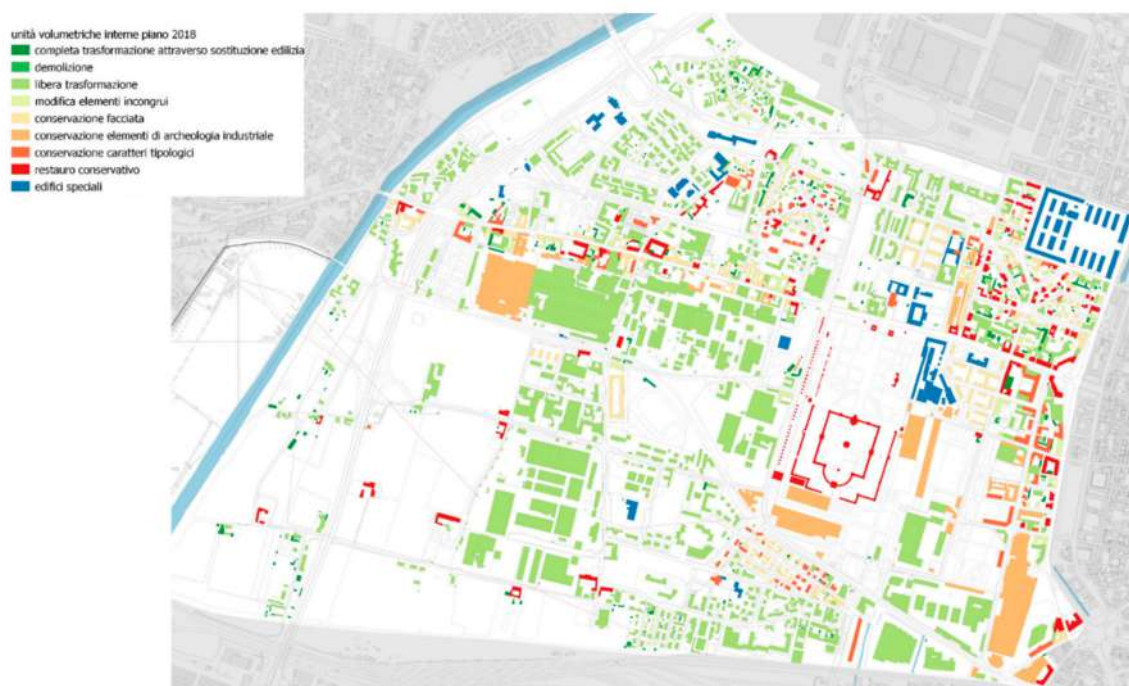 unità volumetriche interne piano 2018
completa trasformazione attraverso sostituzione edilizia
demolizione
libera trasformazione
modifica elementi incongrui
conservazione facciata
conservazione elementi di archeologia industriale
conservazione caratteri tipologici
restauro conservativo
edifici speciali